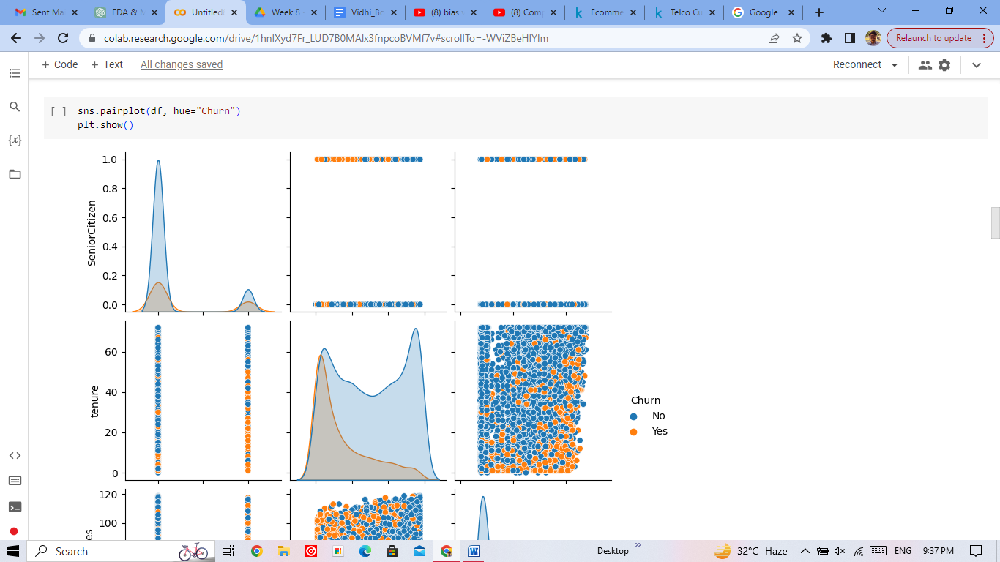 Sent Ma
EDA & M
Untitled
Week 8
Vidhi_Bo
(8) bias v
(8) Comp
Ecomme
Telco Cu
Google
colab.research.google.com/drive/1hnlXyd7Fr_LUD7B0MAlx3fnpcoBVMf7v#scrollTo=-WViZBeHIYIm
Relaunch to update
+ Code + Text All changes saved
Reconnect
[ ] sns.pairplot(df, hue="Churn")
plt.show()
1.0
0.8
0.6
0.4
0.2
0.0
SeniorCitizen
60
40
20
0
tenure
Churn
No
Yes
120
100
es
{x}
Search
Desktop
32°C Haze
ENG
9:37 PM